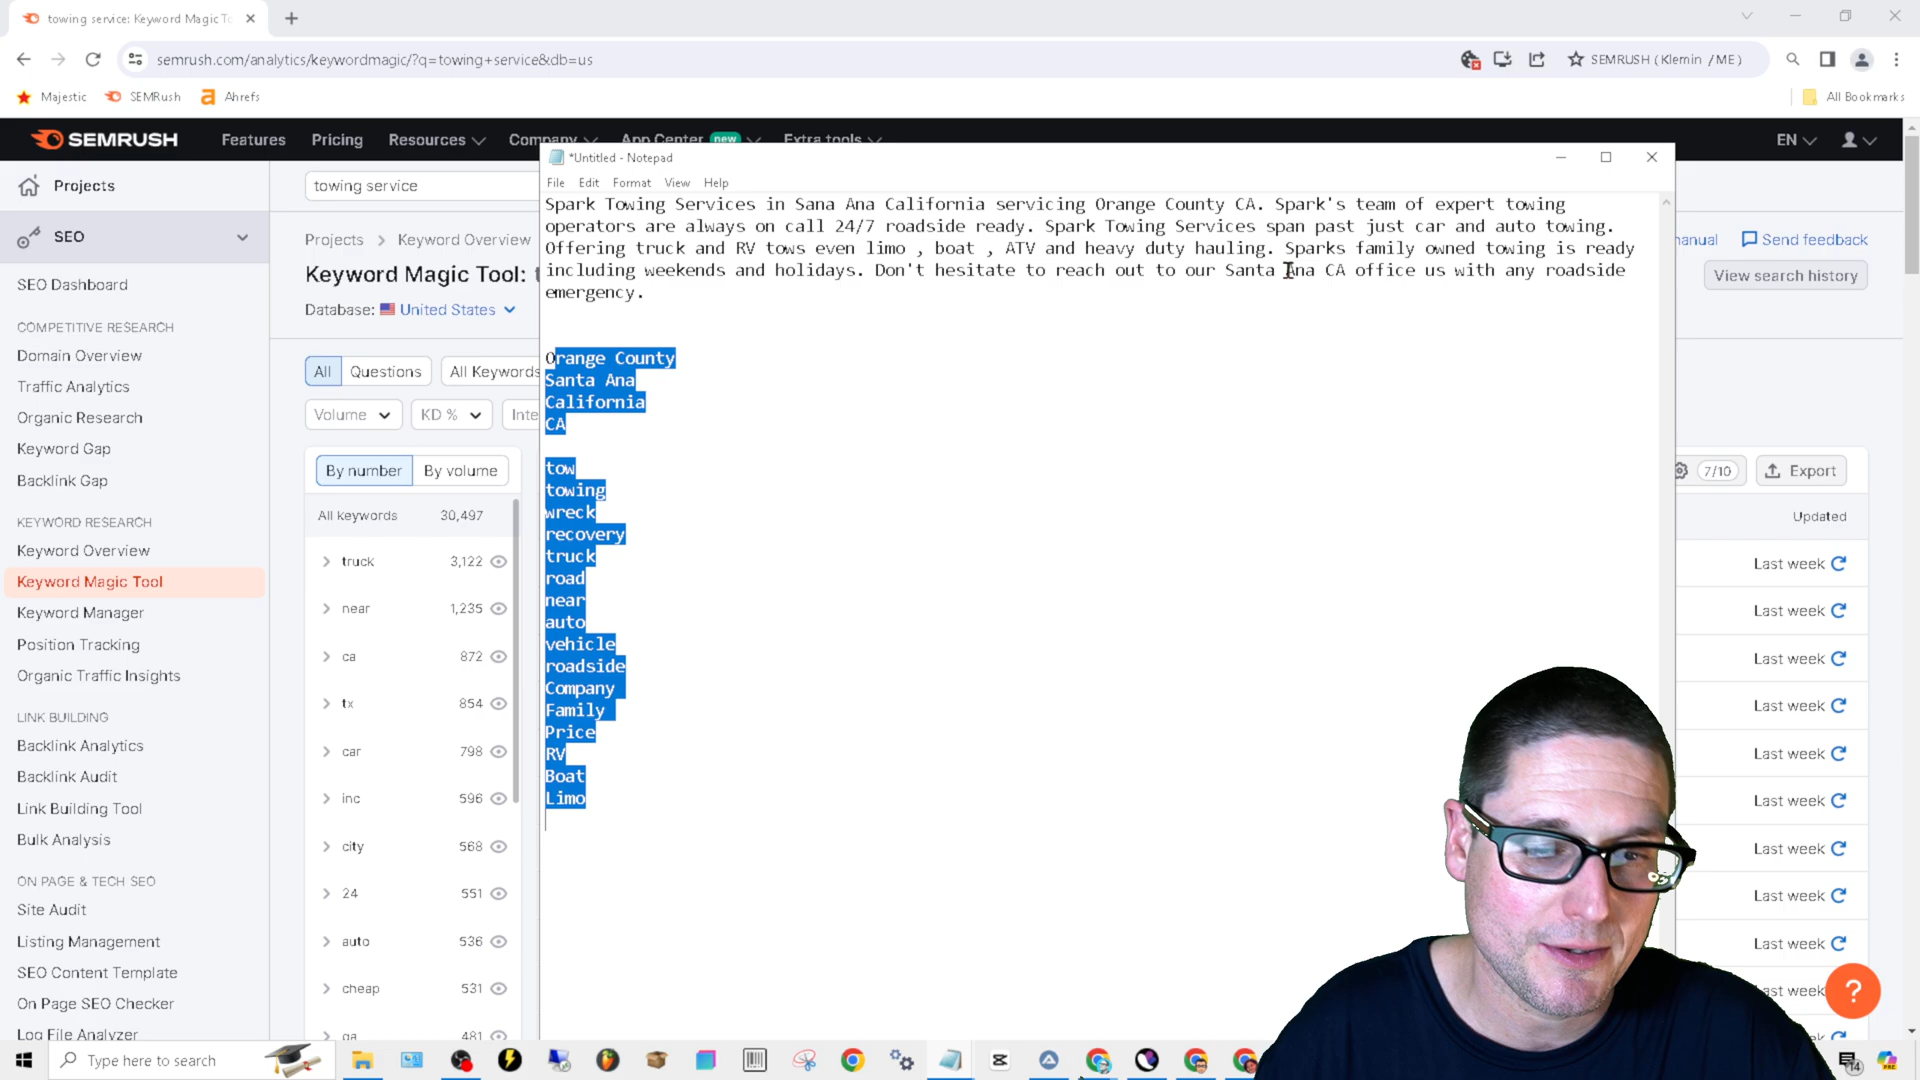 towing service: Keyword Magic To
semrush.com/analytics/keywordmagic/?q=towing+service&db=us
SEMRUSH (Klemin /ME )
Majestic
SEMRush
Ahrefs
All Bookmarks
SEMRUSH
Features
Pricing
Resources
Company
App Center
new
Extra tools
EN
*Untitled - Notepad
File
Edit
Format
View
Help
Spark Towing Services in Sana Ana California servicing Orange County CA. Spark's team of expert towing
operators are always on call 24/7 roadside ready. Spark Towing Services span past just car and auto towing.
Offering truck and RV tows even limo , boat , ATV and heavy duty hauling. Sparks family owned towing is ready
including weekends and holidays. Don't hesitate to reach out to our Santa Ana CA office us with any roadside
emergency.
Orange County
Santa Ana
California
CA
tow
towing
wreck
recovery
truck
road
near
auto
vehicle
roadside
Company
Family
Price
RV
Boat
Limo
Projects
SEO
SEO Dashboard
COMPETITIVE RESEARCH
Domain Overview
Traffic Analytics
Organic Research
Keyword Gap
Backlink Gap
KEYWORD RESEARCH
Keyword Overview
Keyword Magic Tool
Keyword Manager
Position Tracking
Organic Traffic Insights
LINK BUILDING
Backlink Analytics
Backlink Audit
Link Building Tool
Bulk Analysis
ON PAGE & TECH SEO
Site Audit
Listing Management
SEO Content Template
On Page SEO Checker
Log File Analyzer
towing service
Projects > Keyword Overview
Keyword Magic Tool: t
Database: United States
All
Questions
All Keywords
Volume
KD %
Inte
By number
By volume
All keywords 30,497
truck 3,122
near 1,235
ca 872
tx 854
car 798
inc 596
city 568
24 551
auto 536
cheap 531
ga 481
manual
Send feedback
View search history
7/10
Export
Updated
Last week
Last week
Last week
Last week
Last week
Last week
Last week
Last week
Last week
Last week
?
Type here to search
14